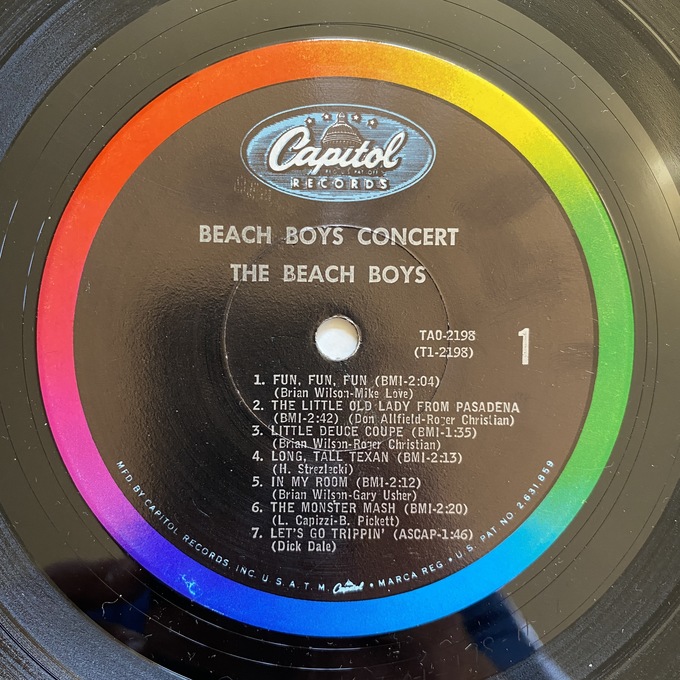 Capitol
REG. U.S. PAT. OFF.
RECORDS
BEACH BOYS CONCERT
THE BEACH BOYS
TAO-2198
(T1-2198)
1
1. FUN, FUN, FUN (BMI-2:04)
(Brian Wilson-Mike Love)
2. THE LITTLE OLD LADY FROM PASADENA
(BMI-2:42) (Don Allfield-Roger Christian)
3. LITTLE DEUCE COUPE (BMI-1:35)
(Brian Wilson-Roger Christian)
4. LONG, TALL TEXAN (BMI-2:13)
(H. Strezlecki)
5. IN MY ROOM (BMI-2:12)
(Brian Wilson-Gary Usher)
6. THE MONSTER MASH (BMI-2:20)
(L. Capizzi-B. Pickett)
7. LET'S GO TRIPPIN' (ASCAP-1:46)
(Dick Dale)
MFD. BY CAPITOL RECORDS, INC. U.S.A. T.M. Capitol • MARCA REG. • U.S. PAT. NO. 2,631,859